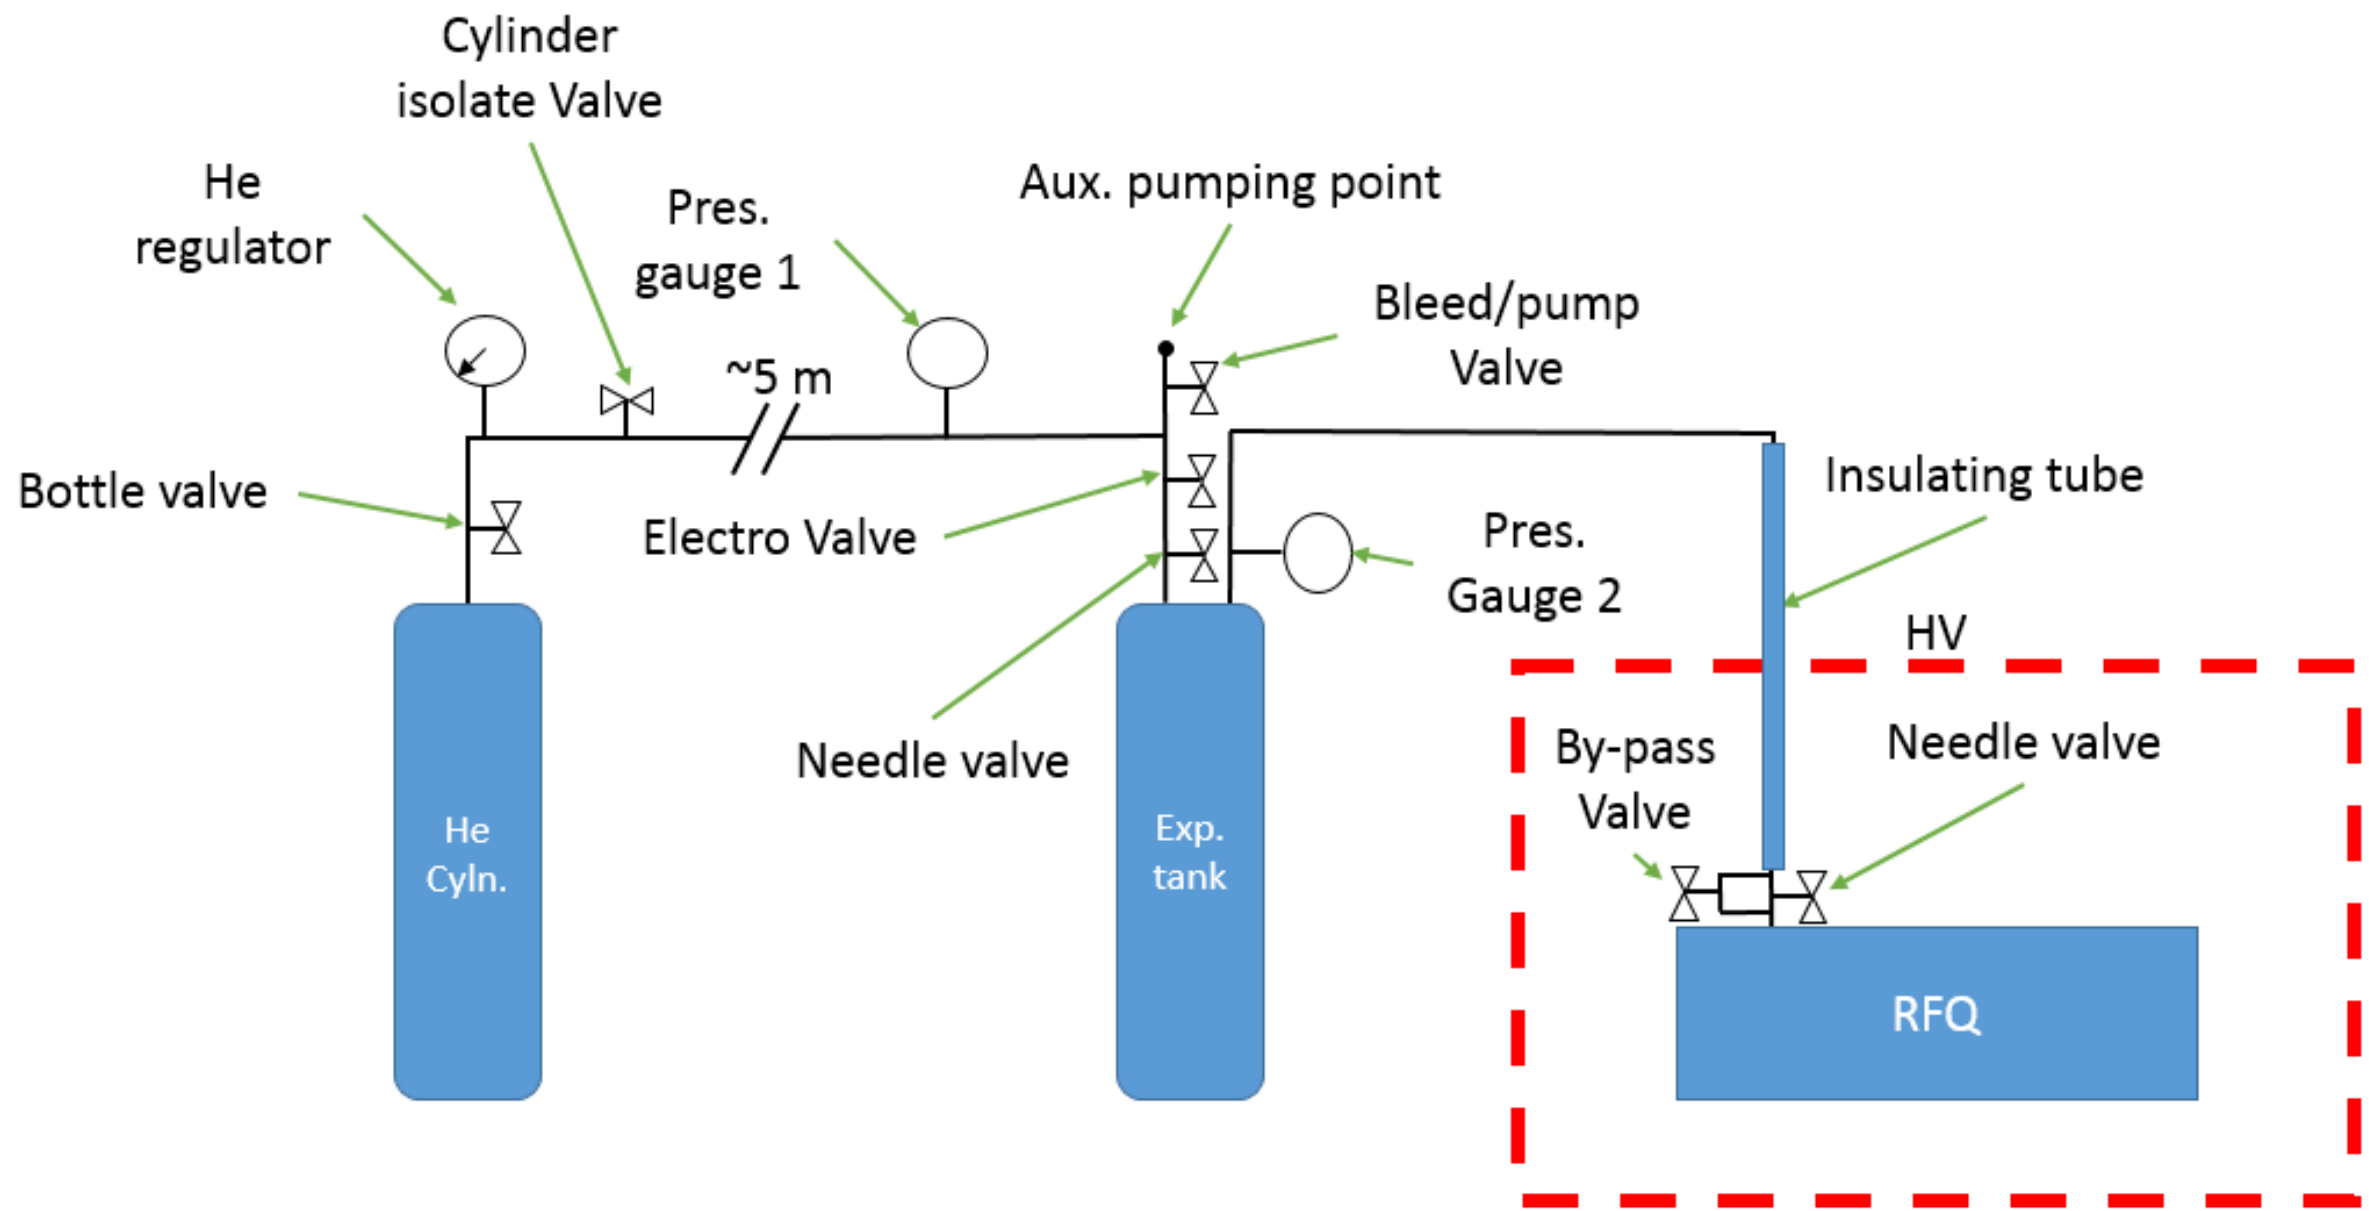 Cylinder
isolate Valve
He
regulator
Pres.
gauge 1
Aux. pumping point
Bleed/pump
Valve
~5 m
Bottle valve
Electro Valve
Insulating tube
Pres.
Gauge 2
HV
Needle valve
By-pass
Valve
Needle valve
He
Cyln.
Exp.
tank
RFQ